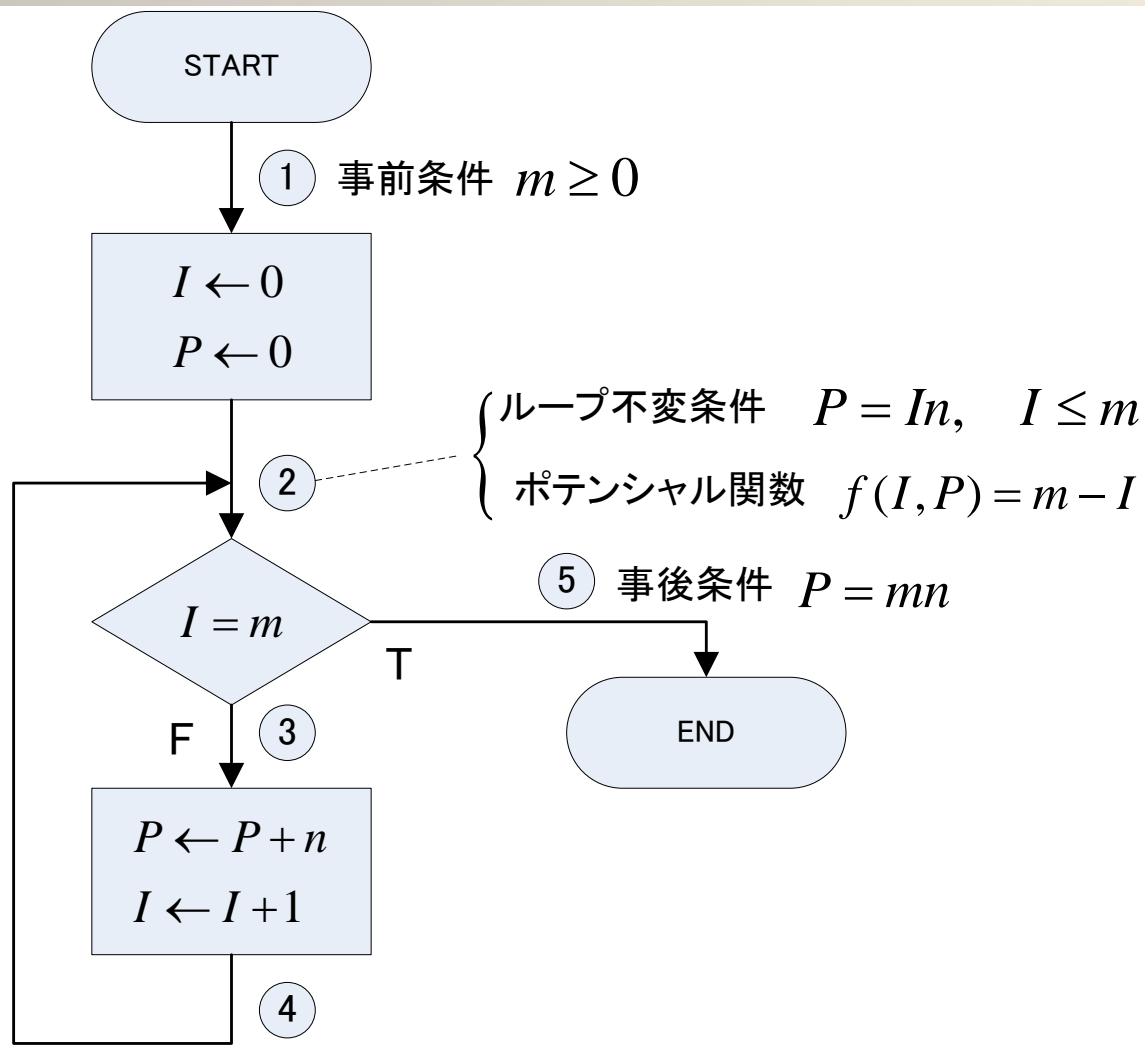 START
1 事前条件 m ≥ 0
I ← 0
P ← 0
ループ不変条件 P = In, I ≤ m
2
ポテンシャル関数 f(I, P) = m − I
5 事後条件 P = mn
I = m
T
F
3
END
P ← P + n
I ← I + 1
4